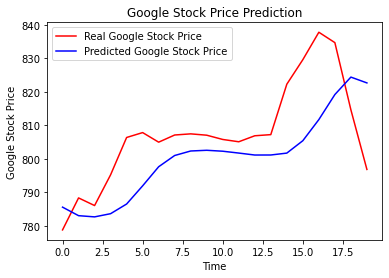 Google Stock Price Prediction
Real Google Stock Price
Predicted Google Stock Price
Google Stock Price
840
830
820
810
800
790
780
0.0 2.5 5.0 7.5 10.0 12.5 15.0 17.5
Time